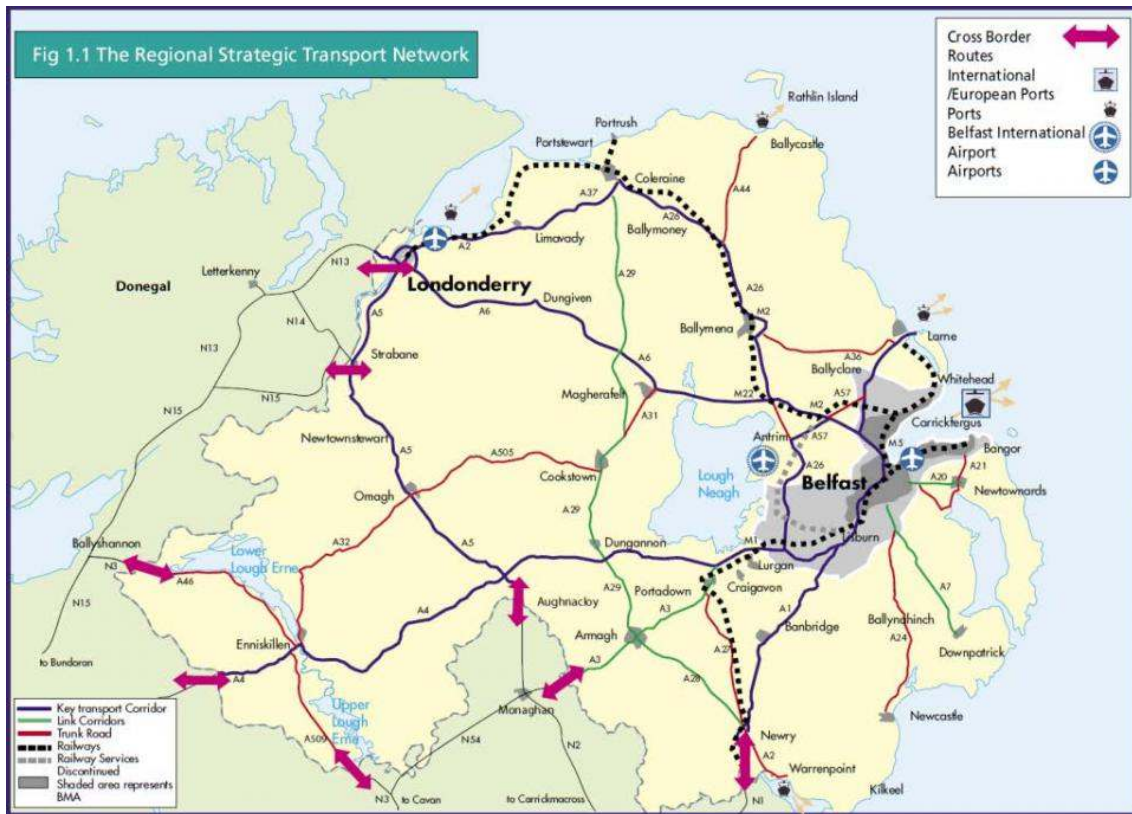 Fig 1.1 The Regional Strategic Transport Network
Cross Border
Routes
International
/European Ports
Ports
Belfast International
Airport
Airports
Rathlin Island
Portrush
Portstewart
Ballycastle
Coleraine
A44
A37
A26
Limavady
Ballymoney
A2
N13
Letterkenny
Donegal
Londonderry
A29
A6
Dungiven
A26
M2
A5
N14
Ballymena
Larne
N13
Strabane
A6
A36
Ballyclare
Whitehead
Magherafelt
M22
M2
A57
N15
N15
A31
Carrickfergus
Newtownstewart
Antrim
A57
M5
Bangor
A5
A505
Cookstown
A26
A21
A20
Lough
Neagh
Belfast
Newtownards
Omagh
A29
Ballyshannon
A32
A5
Dungannon
M1
Lisburn
Lower
Lough Erne
Lurgan
N3
A46
Portadown
Craigavon
A7
Aughnacloy
A29
N15
A4
A3
A1
Armagh
Banbridge
Ballynahinch
Enniskillen
A24
to Bundoran
A27
Downpatrick
A3
A4
A28
Monaghan
Newcastle
Upper
Lough
Erne
Newry
A509
N54
N2
A2
Warrenpoint
Kilkeel
N3
to Cavan
to Carrickmacross
N1
Key transport Corridor
Link Corridors
Trunk Road
Railways
Railway Services
Discontinued
Shaded area represents
BMA